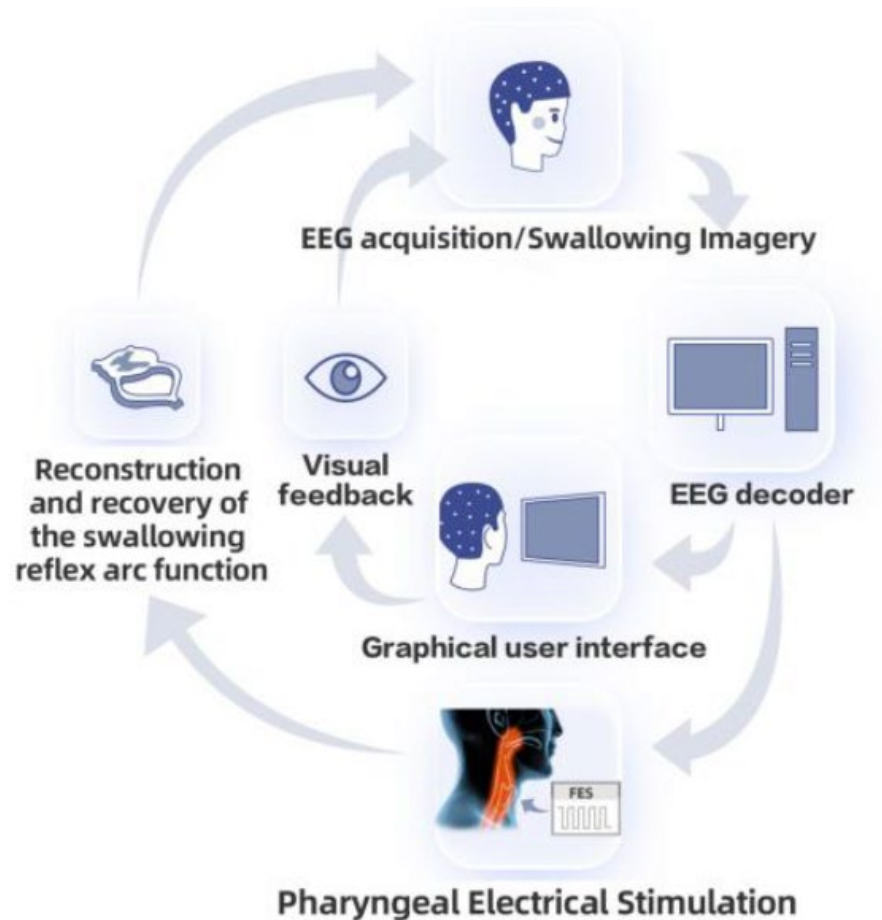 EEG acquisition/Swallowing Imagery
Reconstruction
and recovery of
the swallowing
reflex arc function
Visual
feedback
EEG decoder
Graphical user interface
FES
Pharyngeal Electrical Stimulation